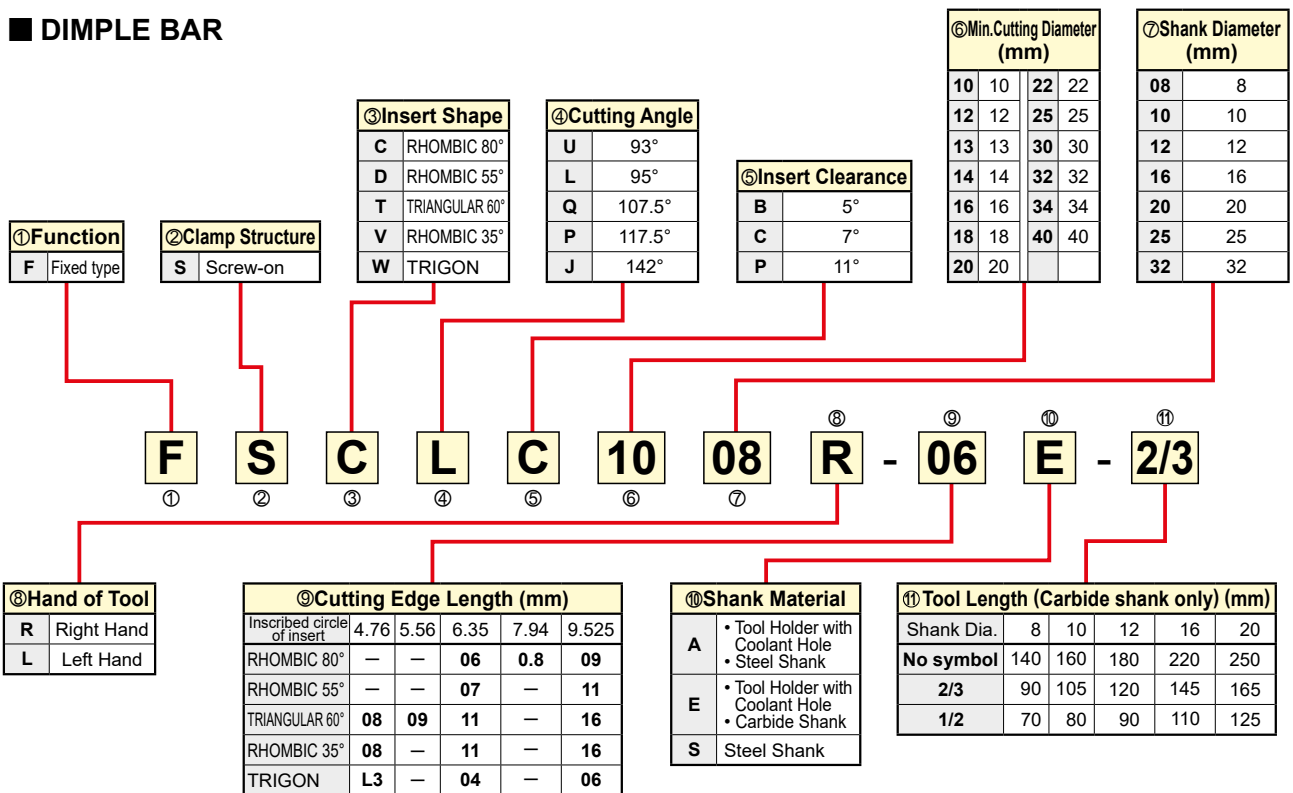 ■ DIMPLE BAR
①Function
F Fixed type
②Clamp Structure
S Screw-on
③Insert Shape
C RHOMBIC 80°
D RHOMBIC 55°
T TRIANGULAR 60°
V RHOMBIC 35°
W TRIGON
④Cutting Angle
U 93°
L 95°
Q 107.5°
P 117.5°
J 142°
⑤Insert Clearance
B 5°
C 7°
P 11°
⑥Min.Cutting Diameter
(mm)
10 10 22 22
12 12 25 25
13 13 30 30
14 14 32 32
16 16 34 34
18 18 40 40
20 20
⑦Shank Diameter
(mm)
08 8
10 10
12 12
16 16
20 20
25 25
32 32
⑧ ⑨ ⑩ ⑪
F S C L C 10 08 R - 06 E - 2/3
① ② ③ ④ ⑤ ⑥ ⑦
⑧Hand of Tool
R Right Hand
L Left Hand
⑨Cutting Edge Length (mm)
Inscribed circle
of insert 4.76 5.56 6.35 7.94 9.525
RHOMBIC 80° — — 06 0.8 09
RHOMBIC 55° — — 07 — 11
TRIANGULAR 60° 08 09 11 — 16
RHOMBIC 35° 08 — 11 — 16
TRIGON L3 — 04 — 06
⑩Shank Material
A • Tool Holder with
Coolant Hole
• Steel Shank
E • Tool Holder with
Coolant Hole
• Carbide Shank
S Steel Shank
⑪Tool Length (Carbide shank only) (mm)
Shank Dia. 8 10 12 16 20
No symbol 140 160 180 220 250
2/3 90 105 120 145 165
1/2 70 80 90 110 125